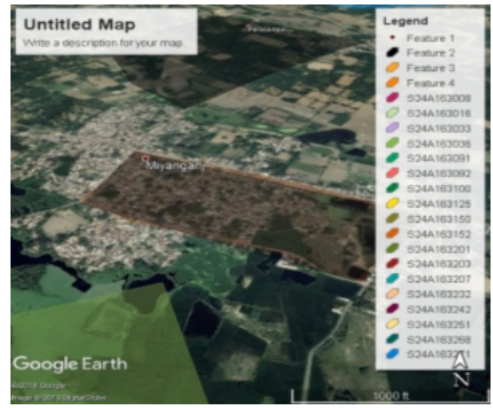 Untitled Map
Write a description for your map.
Miyanganj
Legend
Feature 1
Feature 2
Feature 3
Feature 4
S24A163008
S24A163016
S24A163033
S24A163036
S24A163091
S24A163092
S24A163100
S24A163125
S24A163150
S24A163152
S24A163201
S24A163203
S24A163207
S24A163232
S24A163242
S24A163251
S24A163268
Google Earth
N
1000 ft